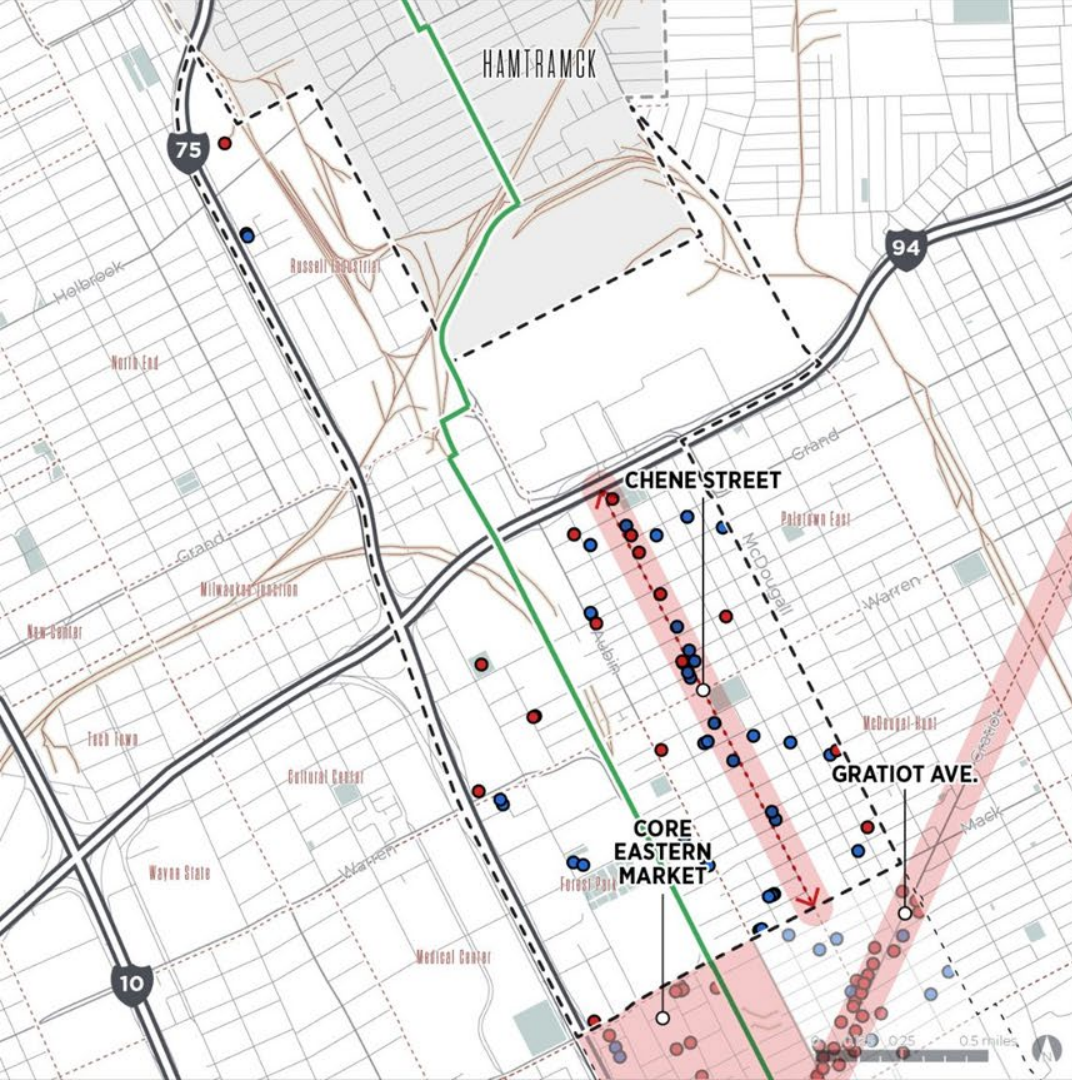 HAMTRAMCK
75
94
Russell Industrial
Holbrook
North End
Grand
CHENE STREET
Poletown East
Grand
McDougall
Milwaukee Junction
Warren
New Center
Aubin
McDougal Hunt
Gratiot
Tech Town
Cultural Center
GRATIOT AVE.
CORE
EASTERN
MARKET
Mack
Warren
Wayne State
Forest Park
Medical Center
10
0
0.25
0.5 miles
N